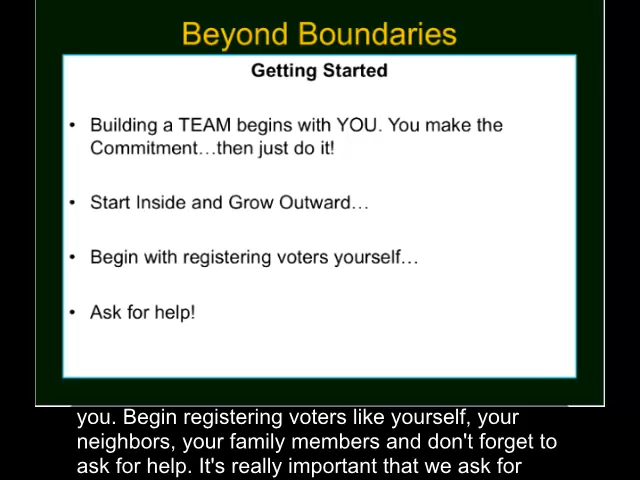 Beyond Boundaries
Getting Started
• Building a TEAM begins with YOU. You make the
Commitment…then just do it!
• Start Inside and Grow Outward…
• Begin with registering voters yourself…
• Ask for help!
you. Begin registering voters like yourself, your
neighbors, your family members and don't forget to
ask for help. It's really important that we ask for